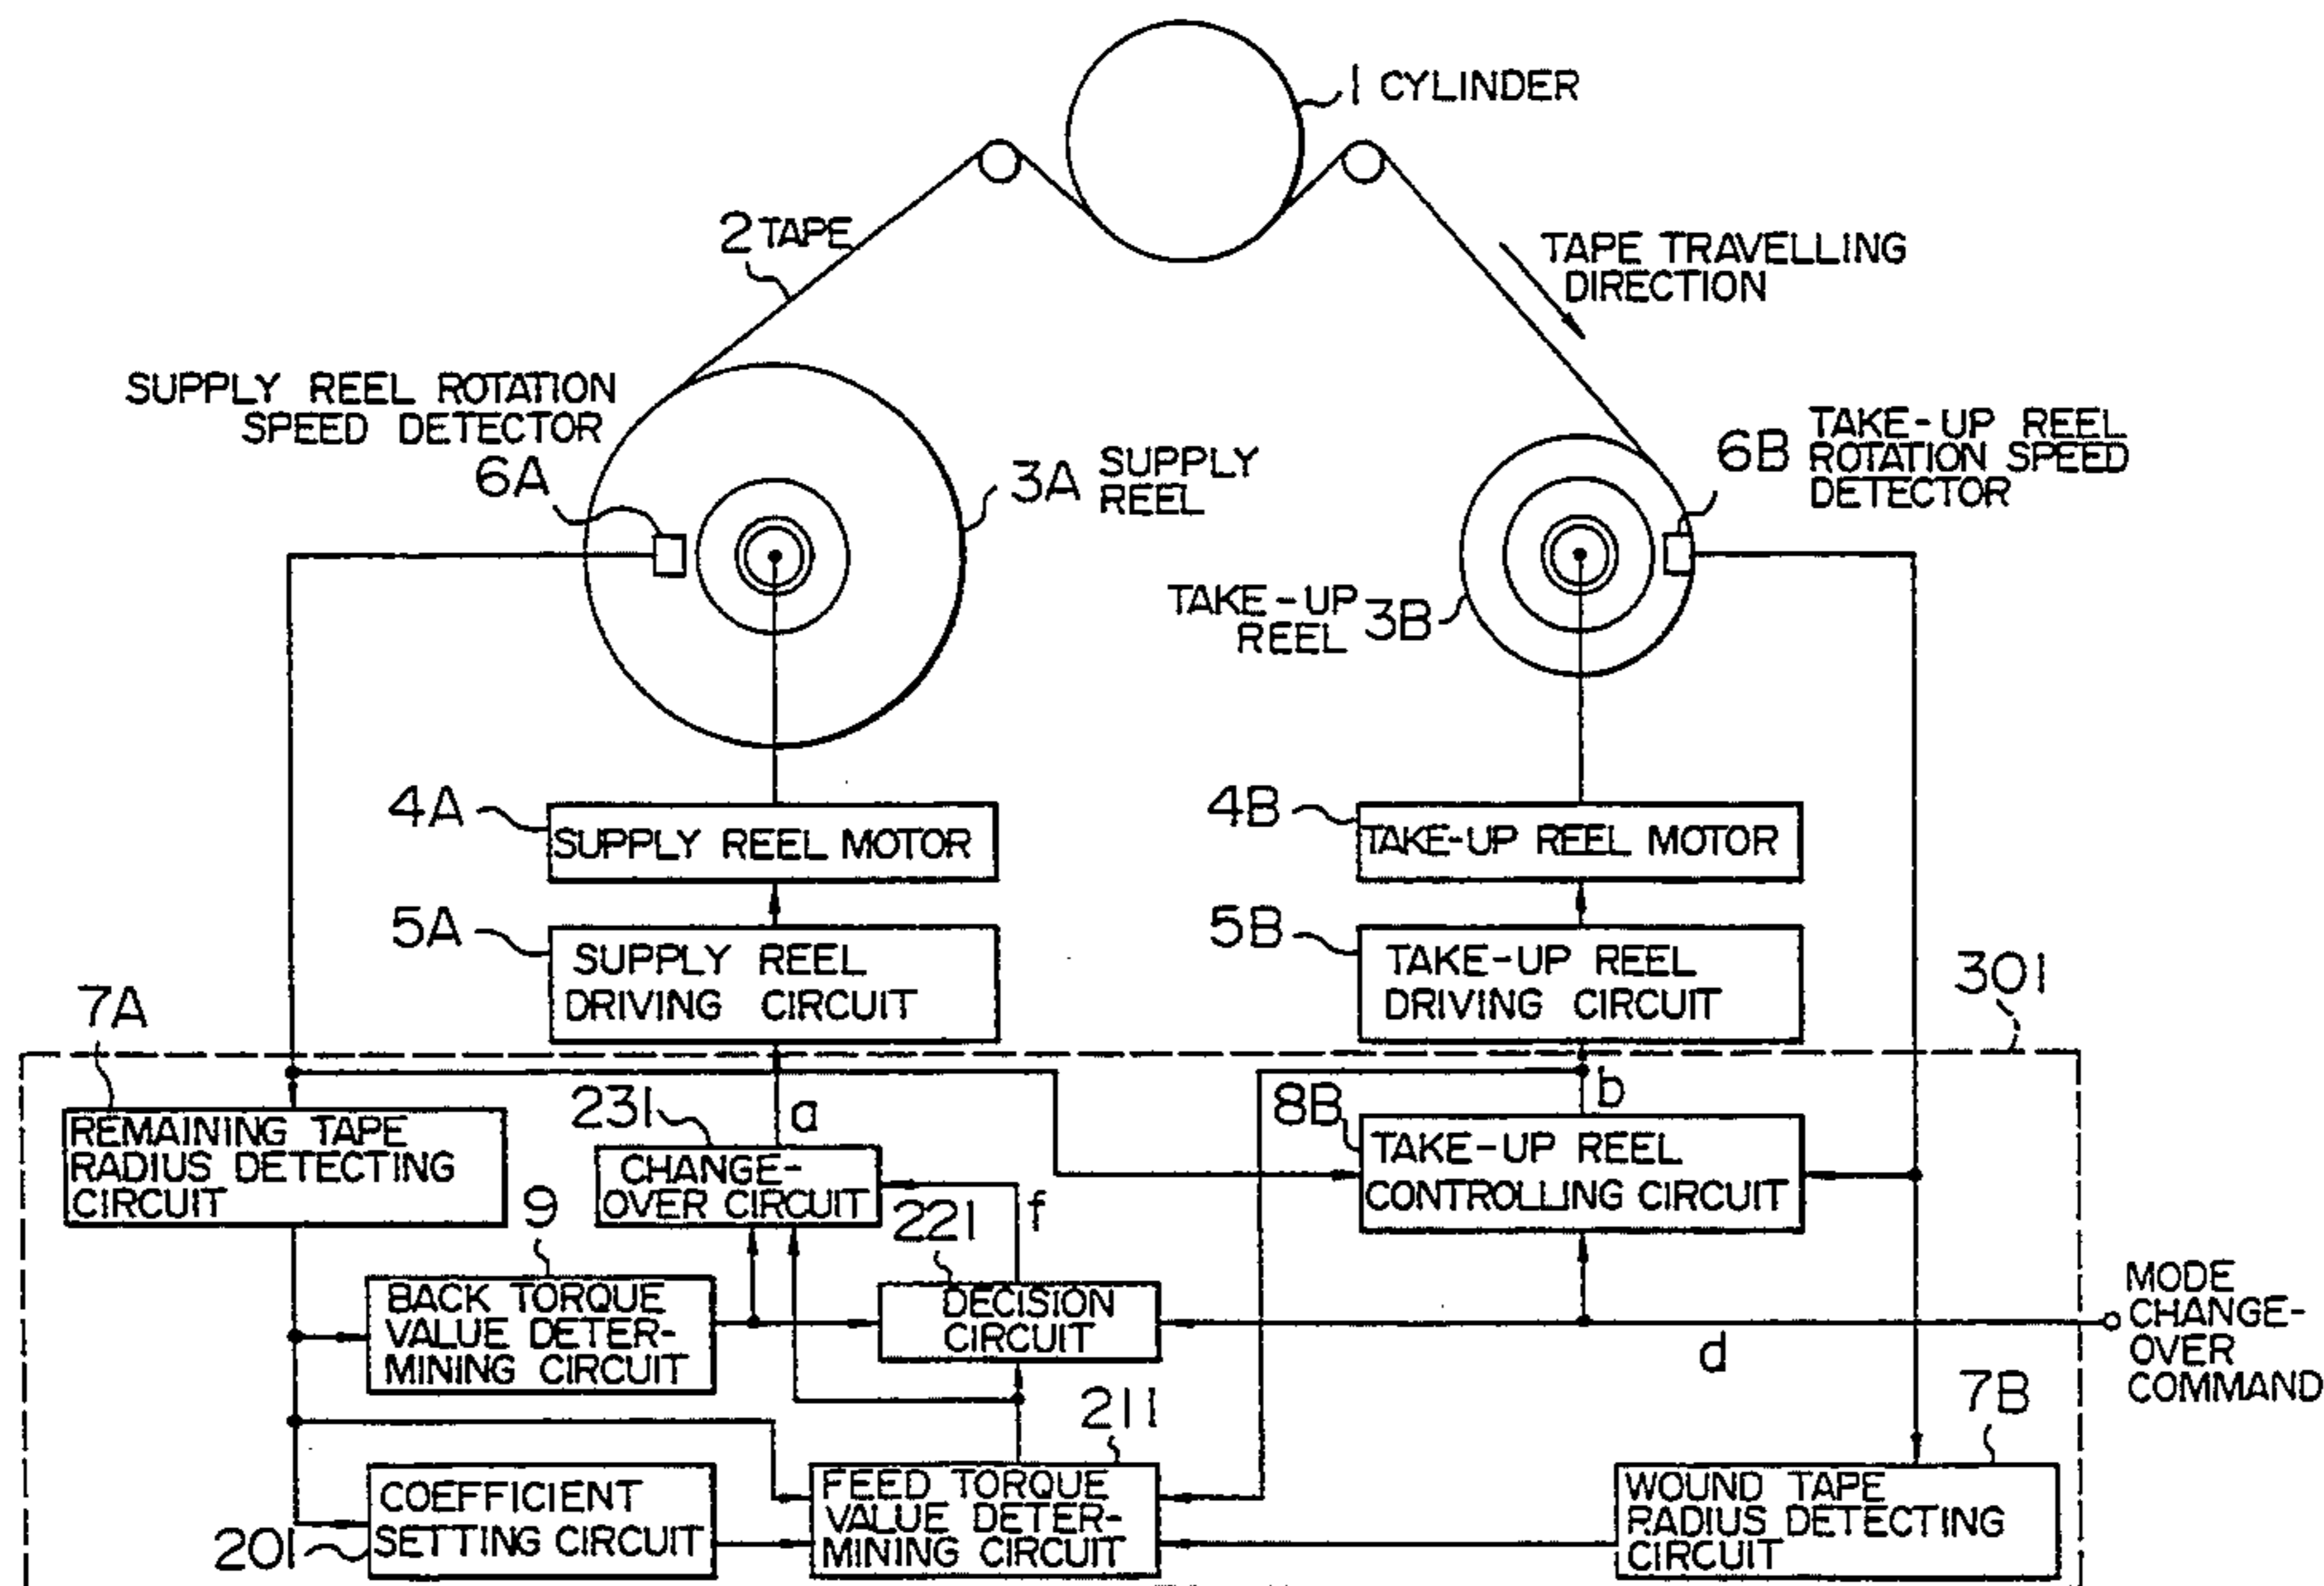 1 CYLINDER
2 TAPE
TAPE TRAVELLING
DIRECTION
SUPPLY REEL ROTATION
SPEED DETECTOR
6A
3A SUPPLY
REEL
6B TAKE-UP REEL
ROTATION SPEED
DETECTOR
TAKE-UP
REEL 3B
4A
SUPPLY REEL MOTOR
4B
TAKE-UP REEL MOTOR
5A
SUPPLY REEL
DRIVING CIRCUIT
5B
TAKE-UP REEL
DRIVING CIRCUIT
301
7A
REMAINING TAPE
RADIUS DETECTING
CIRCUIT
231
a
CHANGE-
OVER CIRCUIT
f
8B
b
TAKE-UP REEL
CONTROLLING CIRCUIT
9
BACK TORQUE
VALUE DETER-
MINING CIRCUIT
221
DECISION
CIRCUIT
d
MODE
CHANGE-
OVER
COMMAND
201
COEFFICIENT
SETTING CIRCUIT
211
FEED TORQUE
VALUE DETER-
MINING CIRCUIT
7B
WOUND TAPE
RADIUS DETECTING
CIRCUIT